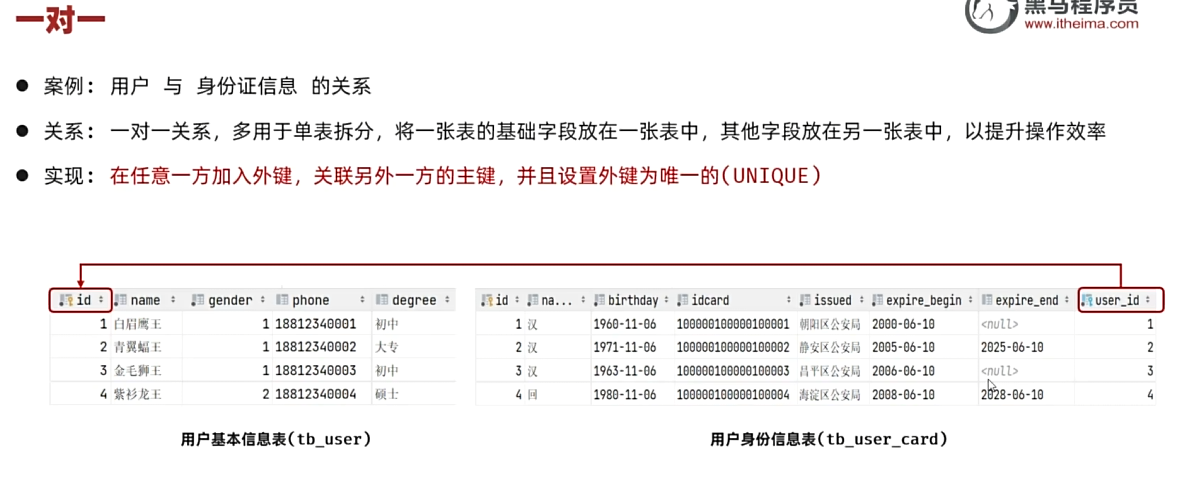 一对一
黑马程序员
www.itheima.com
● 案例: 用户 与 身份证信息 的关系
● 关系: 一对一关系, 多用于单表拆分, 将一张表的基础字段放在一张表中, 其他字段放在另一张表中, 以提升操作效率
● 实现: 在任意一方加入外键, 关联另外一方的主键, 并且设置外键为唯一的(UNIQUE)
id name gender phone degree
1 白眉鹰王 1 18812340001 初中
2 青翼蝠王 1 18812340002 大专
3 金毛狮王 1 18812340003 初中
4 紫衫龙王 2 18812340004 硕士
用户基本信息表(tb_user)
id na... birthday idcard issued expire_begin expire_end user_id
1 汉 1960-11-06 100000100000100001 朝阳区公安局 2000-06-10 <null> 1
2 汉 1971-11-06 100000100000100002 静安区公安局 2005-06-10 2025-06-10 2
3 汉 1963-11-06 100000100000100003 昌平区公安局 2006-06-10 <null> 3
4 回 1980-11-06 100000100000100004 海淀区公安局 2008-06-10 2028-06-10 4
用户身份信息表(tb_user_card)